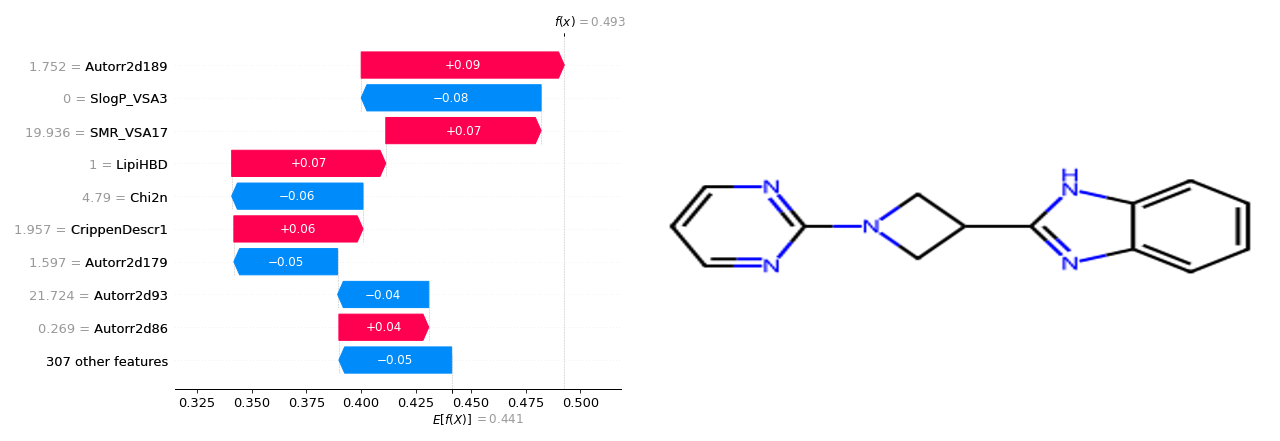 f(x) = 0.493
1.752 = Autorr2d189
+0.09
0 = SlogP_VSA3
−0.08
19.936 = SMR_VSA17
+0.07
1 = LipiHBD
+0.07
4.79 = Chi2n
−0.06
1.957 = CrippenDescr1
+0.06
1.597 = Autorr2d179
−0.05
21.724 = Autorr2d93
−0.04
0.269 = Autorr2d86
+0.04
307 other features
−0.05
0.325 0.350 0.375 0.400 0.425 0.450 0.475 0.500
E[f(X)] = 0.441
N
N
N
H
N
N